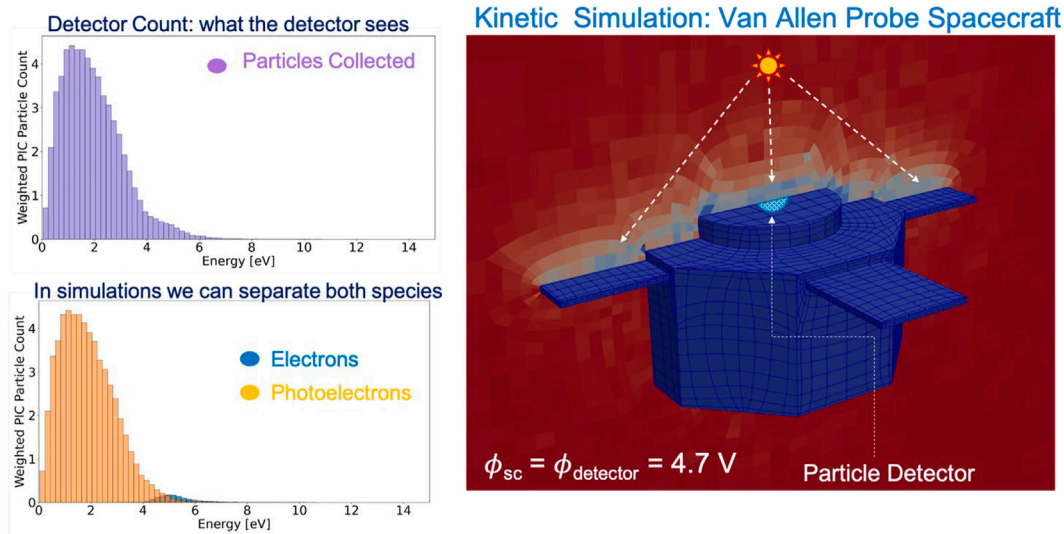 Detector Count: what the detector sees
Kinetic Simulation: Van Allen Probe Spacecraft
Weighted PIC Particle Count
4
3
2
1
0
Particles Collected
0 2 4 6 8 10 12 14
Energy [eV]
In simulations we can separate both species
Weighted PIC Particle Count
4
3
2
1
0
Electrons
Photoelectrons
0 2 4 6 8 10 12 14
Energy [eV]
ϕsc = ϕdetector = 4.7 V
Particle Detector